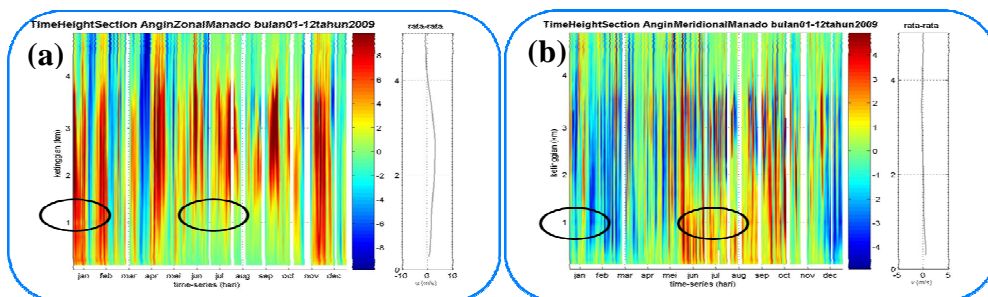 TimeHeightSection AnginZonalManado bulan01-12tahun2009
rata-rata
(a)
ketinggian (km)
4
3
2
1
jan feb mar apr mei jun jul aug sep oct nov dec
time-series (hari)
8
6
4
2
0
-2
-4
-6
-8
4
2
0
-10 0 10
u (m/s)
TimeHeightSection AnginMeridionalManado bulan01-12tahun2009
rata-rata
(b)
ketinggian (km)
4
3
2
1
jan feb mar apr mei jun jul aug sep oct nov dec
time-series (hari)
4
3
2
1
0
-1
-2
-3
-4
4
2
0
-5 0 5
v (m/s)